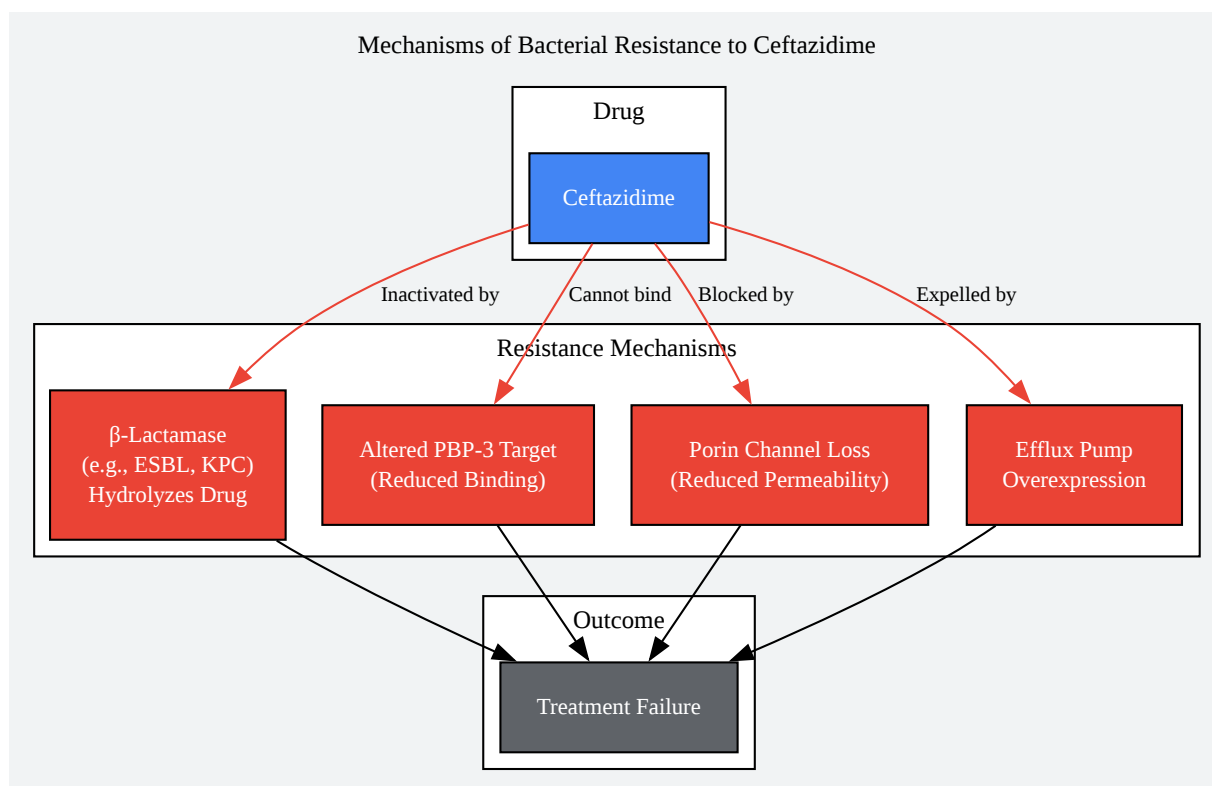 Mechanisms of Bacterial Resistance to Ceftazidime
Drug
Ceftazidime
Inactivated by
Cannot bind
Blocked by
Expelled by
Resistance Mechanisms
β-Lactamase
(e.g., ESBL, KPC)
Hydrolyzes Drug
Altered PBP-3 Target
(Reduced Binding)
Porin Channel Loss
(Reduced Permeability)
Efflux Pump
Overexpression
Outcome
Treatment Failure